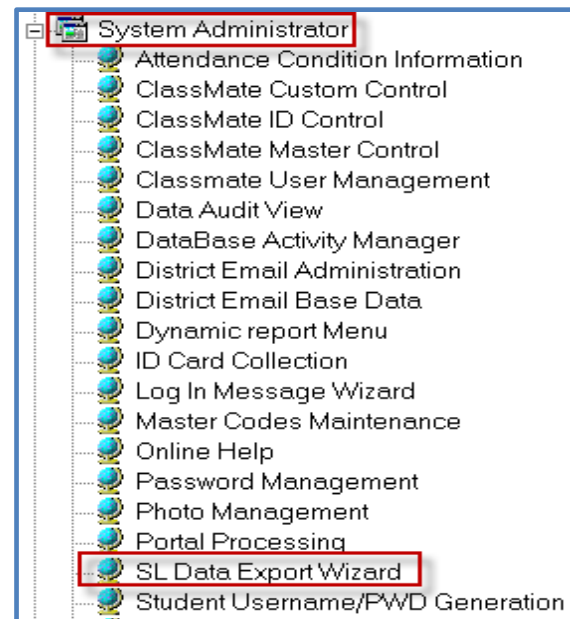 System Administrator
Attendance Condition Information
ClassMate Custom Control
ClassMate ID Control
ClassMate Master Control
Classmate User Management
Data Audit View
DataBase Activity Manager
District Email Administration
District Email Base Data
Dynamic report Menu
ID Card Collection
Log In Message Wizard
Master Codes Maintenance
Online Help
Password Management
Photo Management
Portal Processing
SL Data Export Wizard
Student Username/PWD Generation